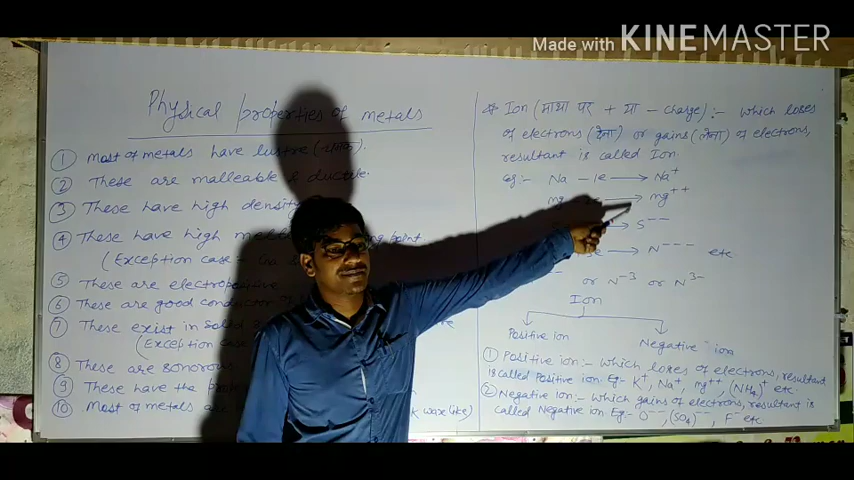 Made with KINEMASTER
Physical properties of metals
① Most of metals have lustre (चमक).
② These are malleable & ductile.
③ These have high density
④ These have high ing point.
(Exception case:-
⑤ These are electropositive
⑥ These are good conductor of
⑦ These exist in solid
(Exception case
⑧ These are sonorous
⑨ These have the
⑩ Most of metals wax like)
Ion (माथा पर + या - charge) :- which loses
of electrons (देना) or gains (लेना) of electrons,
resultant is called Ion.
eg:- Na - 1e → Na⁺
mg → mg⁺⁺
→ S⁻⁻
→ N⁻⁻⁻ etc
or N⁻³ or N³⁻
Ion
Positive ion Negative ion
① Positive ion:- which loses of electrons, resultant
is called Positive ion. Eg:- K⁺, Na⁺, mg⁺⁺, (NH₄)⁺ etc
② Negative ion:- which gains of electrons, resultant is
called Negative ion Eg:- O⁻⁻, (SO₄)⁻⁻, F⁻ etc